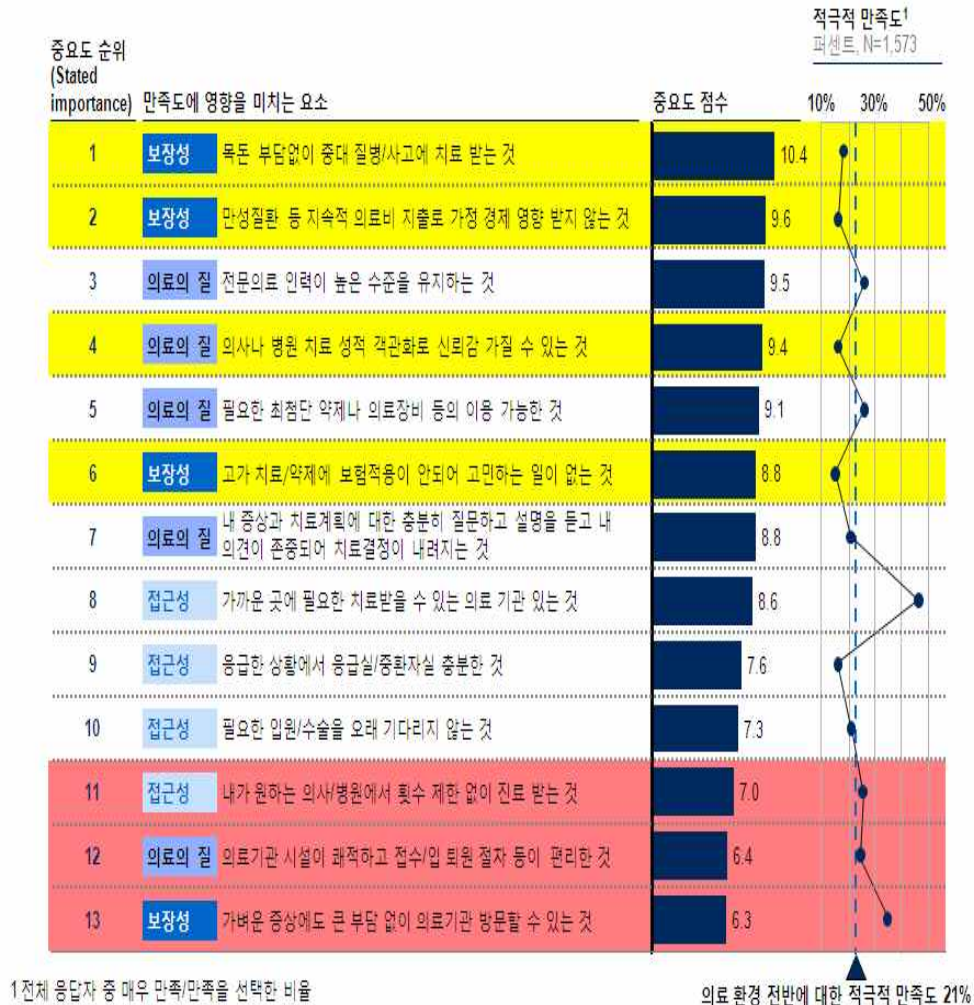 적극적 만족도1
퍼센트, N=1,573
중요도 순위
(Stated
importance) 만족도에 영향을 미치는 요소 중요도 점수 10% 30% 50%
1 보장성 목돈 부담없이 중대 질병/사고에 치료 받는 것 10.4
2 보장성 만성질환 등 지속적 의료비 지출로 가정 경제 영향 받지 않는 것 9.6
3 의료의 질 전문의료 인력이 높은 수준을 유지하는 것 9.5
4 의료의 질 의사나 병원 치료 성적 객관화로 신뢰감 가질 수 있는 것 9.4
5 의료의 질 필요한 최첨단 약제나 의료장비 등의 이용 가능한 것 9.1
6 보장성 고가 치료/약제에 보험적용이 안되어 고민하는 일이 없는 것 8.8
7 의료의 질 내 증상과 치료계획에 대한 충분히 질문하고 설명을 듣고 내
의견이 존중되어 치료결정이 내려지는 것 8.8
8 접근성 가까운 곳에 필요한 치료받을 수 있는 의료 기관 있는 것 8.6
9 접근성 응급한 상황에서 응급실/중환자실 충분한 것 7.6
10 접근성 필요한 입원/수술을 오래 기다리지 않는 것 7.3
11 접근성 내가 원하는 의사/병원에서 횟수 제한 없이 진료 받는 것 7.0
12 의료의 질 의료기관 시설이 쾌적하고 접수/입 퇴원 절차 등이 편리한 것 6.4
13 보장성 가벼운 증상에도 큰 부담 없이 의료기관 방문할 수 있는 것 6.3
1 전체 응답자 중 매우 만족/만족을 선택한 비율
의료 환경 전반에 대한 적극적 만족도 21%